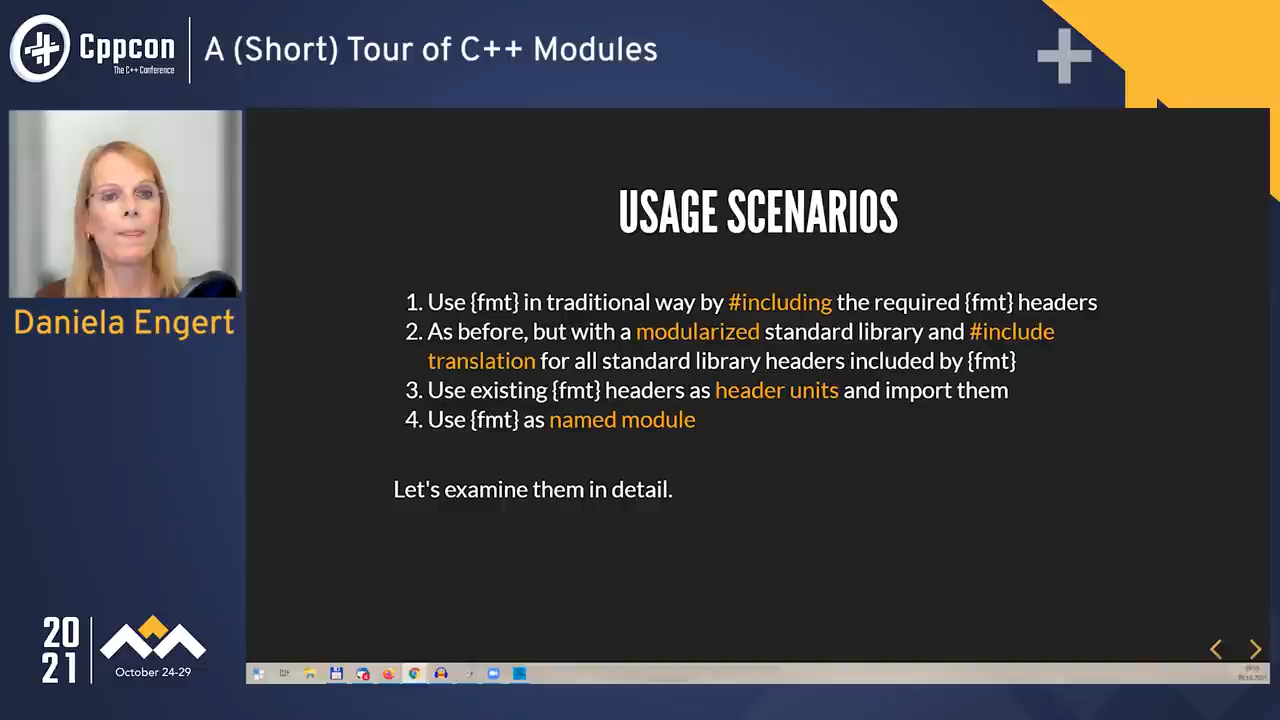 Cppcon
The C++ Conference
A (Short) Tour of C++ Modules
Daniela Engert
USAGE SCENARIOS
1. Use {fmt} in traditional way by #including the required {fmt} headers
2. As before, but with a modularized standard library and #include
translation for all standard library headers included by {fmt}
3. Use existing {fmt} headers as header units and import them
4. Use {fmt} as named module
Let's examine them in detail.
20
21
October 24-29